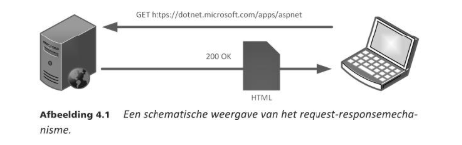 GET https://dotnet.microsoft.com/apps/aspnet
200 OK
HTML
Afbeelding 4.1 Een schematische weergave van het request-responsemecha-
nisme.